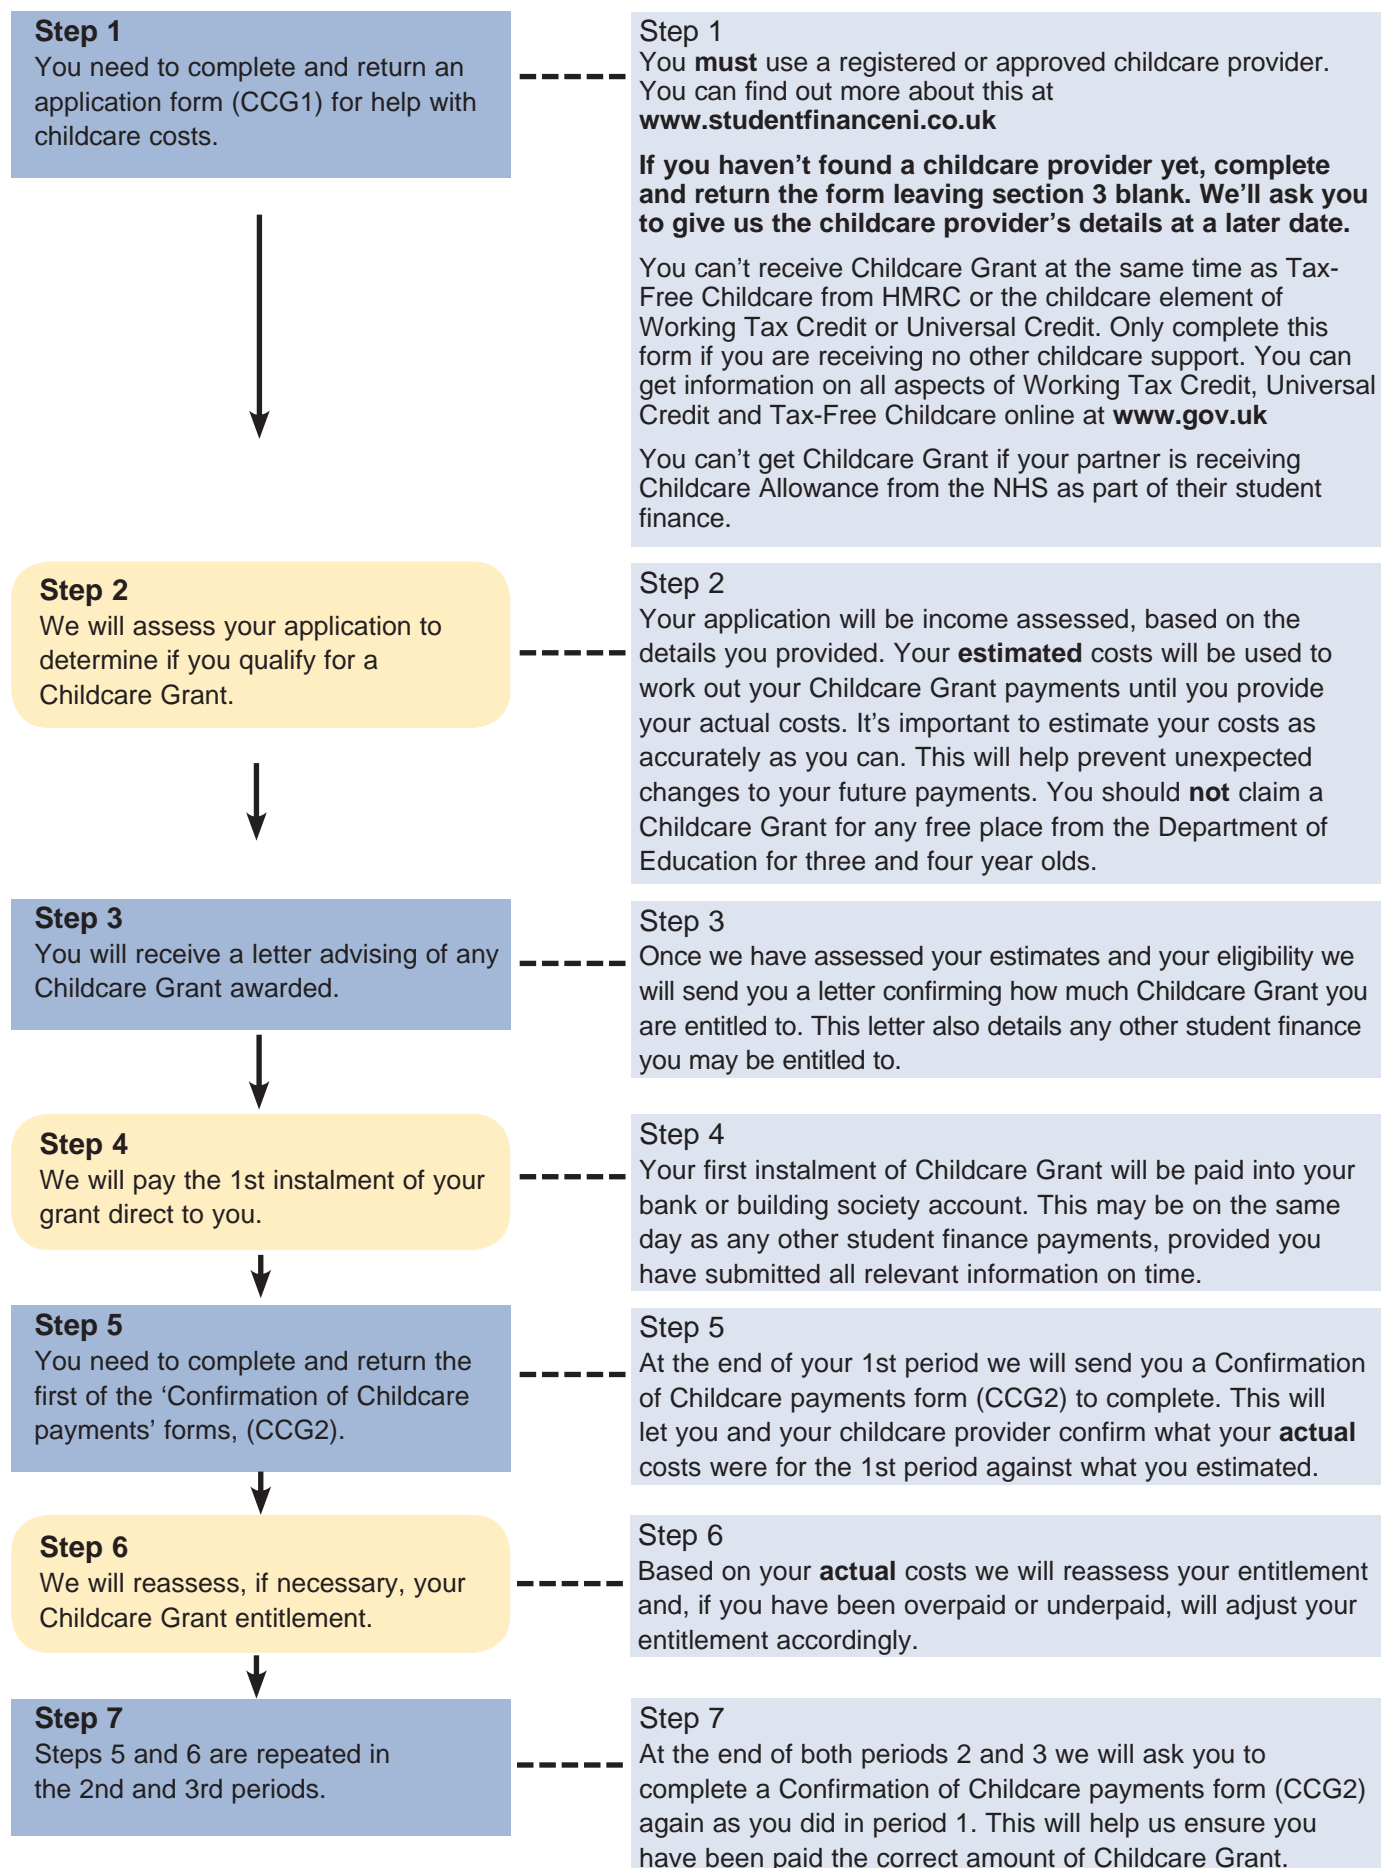 Step 1
You need to complete and return an
application form (CCG1) for help with
childcare costs.
Step 1
You must use a registered or approved childcare provider.
You can find out more about this at
www.studentfinanceni.co.uk
If you haven’t found a childcare provider yet, complete
and return the form leaving section 3 blank. We’ll ask you
to give us the childcare provider’s details at a later date.
You can’t receive Childcare Grant at the same time as Tax-
Free Childcare from HMRC or the childcare element of
Working Tax Credit or Universal Credit. Only complete this
form if you are receiving no other childcare support. You can
get information on all aspects of Working Tax Credit, Universal
Credit and Tax-Free Childcare online at www.gov.uk
You can’t get Childcare Grant if your partner is receiving
Childcare Allowance from the NHS as part of their student
finance.
Step 2
We will assess your application to
determine if you qualify for a
Childcare Grant.
Step 2
Your application will be income assessed, based on the
details you provided. Your estimated costs will be used to
work out your Childcare Grant payments until you provide
your actual costs. It’s important to estimate your costs as
accurately as you can. This will help prevent unexpected
changes to your future payments. You should not claim a
Childcare Grant for any free place from the Department of
Education for three and four year olds.
Step 3
You will receive a letter advising of any
Childcare Grant awarded.
Step 3
Once we have assessed your estimates and your eligibility we
will send you a letter confirming how much Childcare Grant you
are entitled to. This letter also details any other student finance
you may be entitled to.
Step 4
We will pay the 1st instalment of your
grant direct to you.
Step 4
Your first instalment of Childcare Grant will be paid into your
bank or building society account. This may be on the same
day as any other student finance payments, provided you
have submitted all relevant information on time.
Step 5
You need to complete and return the
first of the ‘Confirmation of Childcare
payments’ forms, (CCG2).
Step 5
At the end of your 1st period we will send you a Confirmation
of Childcare payments form (CCG2) to complete. This will
let you and your childcare provider confirm what your actual
costs were for the 1st period against what you estimated.
Step 6
We will reassess, if necessary, your
Childcare Grant entitlement.
Step 6
Based on your actual costs we will reassess your entitlement
and, if you have been overpaid or underpaid, will adjust your
entitlement accordingly.
Step 7
Steps 5 and 6 are repeated in
the 2nd and 3rd periods.
Step 7
At the end of both periods 2 and 3 we will ask you to
complete a Confirmation of Childcare payments form (CCG2)
again as you did in period 1. This will help us ensure you
have been paid the correct amount of Childcare Grant.